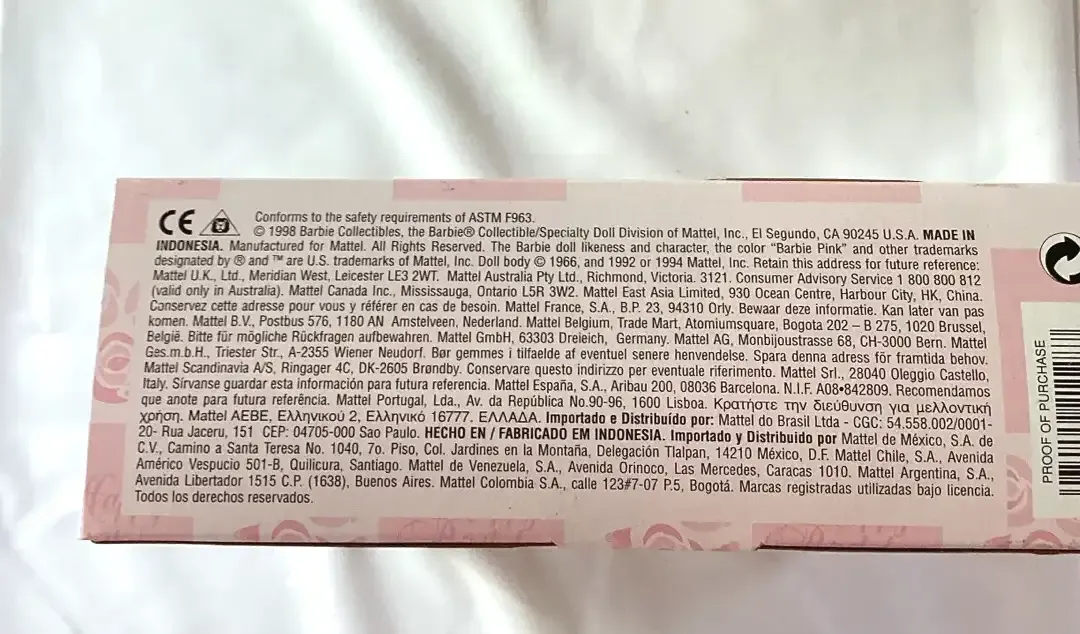 CE Conforms to the safety requirements of ASTM F963.
© 1998 Barbie Collectibles, the Barbie® Collectible/Specialty Doll Division of Mattel, Inc., El Segundo, CA 90245 U.S.A. MADE IN
INDONESIA. Manufactured for Mattel. All Rights Reserved. The Barbie doll likeness and character, the color "Barbie Pink" and other trademarks
designated by ® and ™ are U.S. trademarks of Mattel, Inc. Doll body © 1966, and 1992 or 1994 Mattel, Inc. Retain this address for future reference:
Mattel U.K., Ltd., Meridian West, Leicester LE3 2WT. Mattel Australia Pty Ltd., Richmond, Victoria. 3121. Consumer Advisory Service 1 800 800 812
(valid only in Australia). Mattel Canada Inc., Mississauga, Ontario L5R 3W2. Mattel East Asia Limited, 930 Ocean Centre, Harbour City, HK, China.
Conservez cette adresse pour vous y référer en cas de besoin. Mattel France, S.A., B.P. 23, 94310 Orly. Bewaar deze informatie. Kan later van pas
komen. Mattel B.V., Postbus 576, 1180 AN Amstelveen, Nederland. Mattel Belgium, Trade Mart, Atomiumsquare, Bogota 202 – B 275, 1020 Brussel,
België. Bitte für mögliche Rückfragen aufbewahren. Mattel GmbH, 63303 Dreieich, Germany. Mattel AG, Monbijoustrasse 68, CH-3000 Bern. Mattel
Ges.m.b.H., Triester Str., A-2355 Wiener Neudorf. Bør gemmes i tilfaelde af eventuel senere henvendelse. Spara denna adress för framtida behov.
Mattel Scandinavia A/S, Ringager 4C, DK-2605 Brøndby. Conservare questo indirizzo per eventuale riferimento. Mattel Srl., 28040 Oleggio Castello,
Italy. Sírvanse guardar esta información para futura referencia. Mattel España, S.A., Aribau 200, 08036 Barcelona. N.I.F. A08•842809. Recomendamos
que anote para futura referência. Mattel Portugal, Lda., Av. da República No.90-96, 1600 Lisboa. Κρατήστε την διεύθυνση για μελλοντική
χρήση. Mattel ΑΕΒΕ, Ελληνικού 2, Ελληνικό 16777. ΕΛΛΑΔΑ. Importado e Distribuído por: Mattel do Brasil Ltda - CGC: 54.558.002/0001-
20- Rua Jaceru, 151 CEP: 04705-000 Sao Paulo. HECHO EN / FABRICADO EM INDONESIA. Importado y Distribuido por Mattel de México, S.A. de
C.V., Camino a Santa Teresa No. 1040, 7o. Piso, Col. Jardines en la Montaña, Delegación Tlalpan, 14210 México, D.F. Mattel Chile, S.A., Avenida
Américo Vespucio 501-B, Quilicura, Santiago. Mattel de Venezuela, S.A., Avenida Orinoco, Las Mercedes, Caracas 1010. Mattel Argentina, S.A.,
Avenida Libertador 1515 C.P. (1638), Buenos Aires. Mattel Colombia S.A., calle 123#7-07 P.5, Bogotá. Marcas registradas utilizadas bajo licencia.
Todos los derechos reservados.
PROOF OF PURCHASE